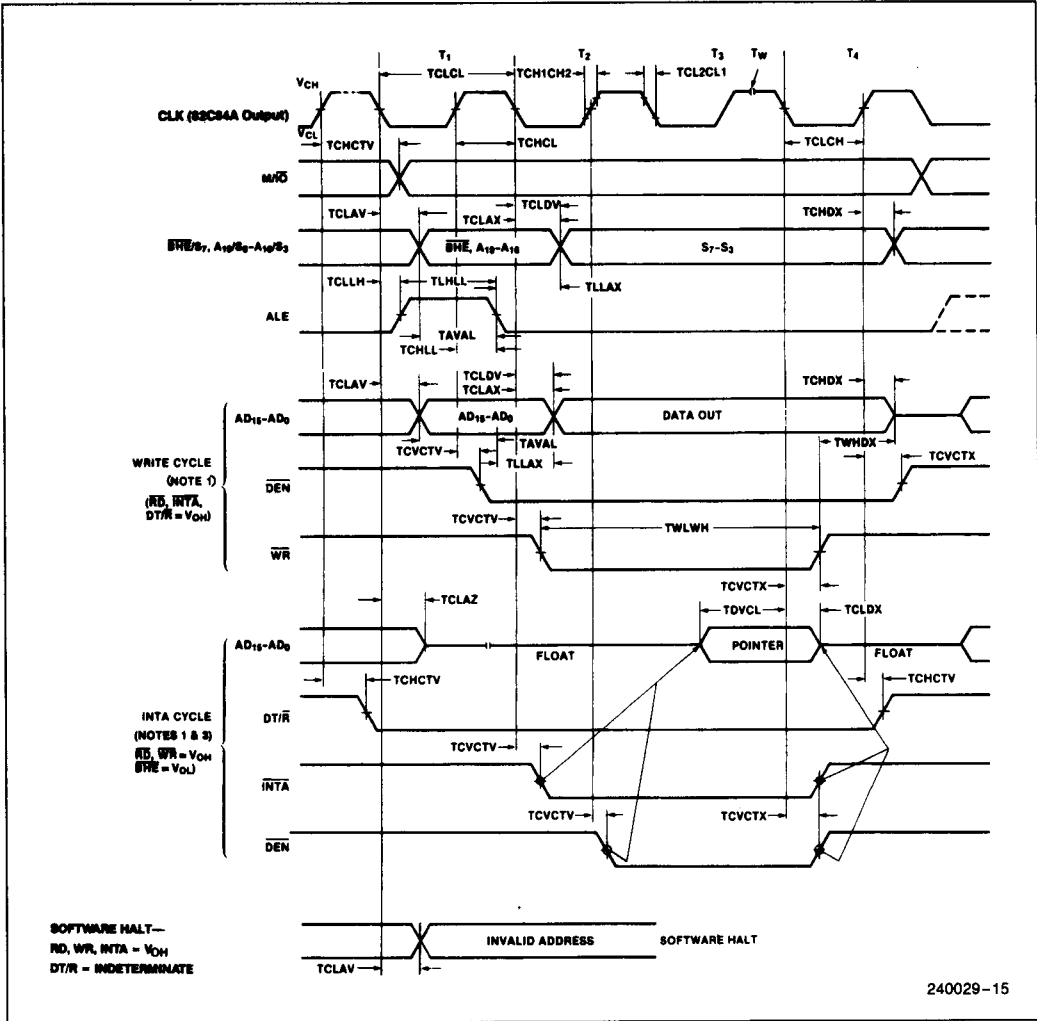 T1 T2 T3 TW T4
TCLCL TCH1CH2 TCL2CL1
VCH
CLK (82C84A Output)
VCL
TCHCTV TCHCL TCLCH
M/IO
TCLDV
TCLAV TCLAX TCHDX
BHE/S7, A19/S6-A16/S3 BHE, A19-A16 S7-S3
TCLLH TLHLL TLLAX
ALE
TAVAL
TCHLL
TCLDV
TCLAV TCLAX TCHDX
AD15-AD0 AD15-AD0 DATA OUT
TAVAL TWHDX
TCVCTV TCVCTX
WRITE CYCLE TLLAX
(NOTE 1) DEN
(RD, INTA,
DT/R = VOH)
TCVCTV TWLWH
WR
TCVCTX
TCLAZ TDVCL TCLDX
AD15-AD0 POINTER
FLOAT FLOAT
TCHCTV TCHCTV
INTA CYCLE DT/R
(NOTES 1 & 3)
RD, WR = VOH TCVCTV
BHE = VOL)
INTA
TCVCTV TCVCTX
DEN
SOFTWARE HALT—
RD, WR, INTA = VOH INVALID ADDRESS SOFTWARE HALT
DT/R = INDETERMINATE
TCLAV
240029-15